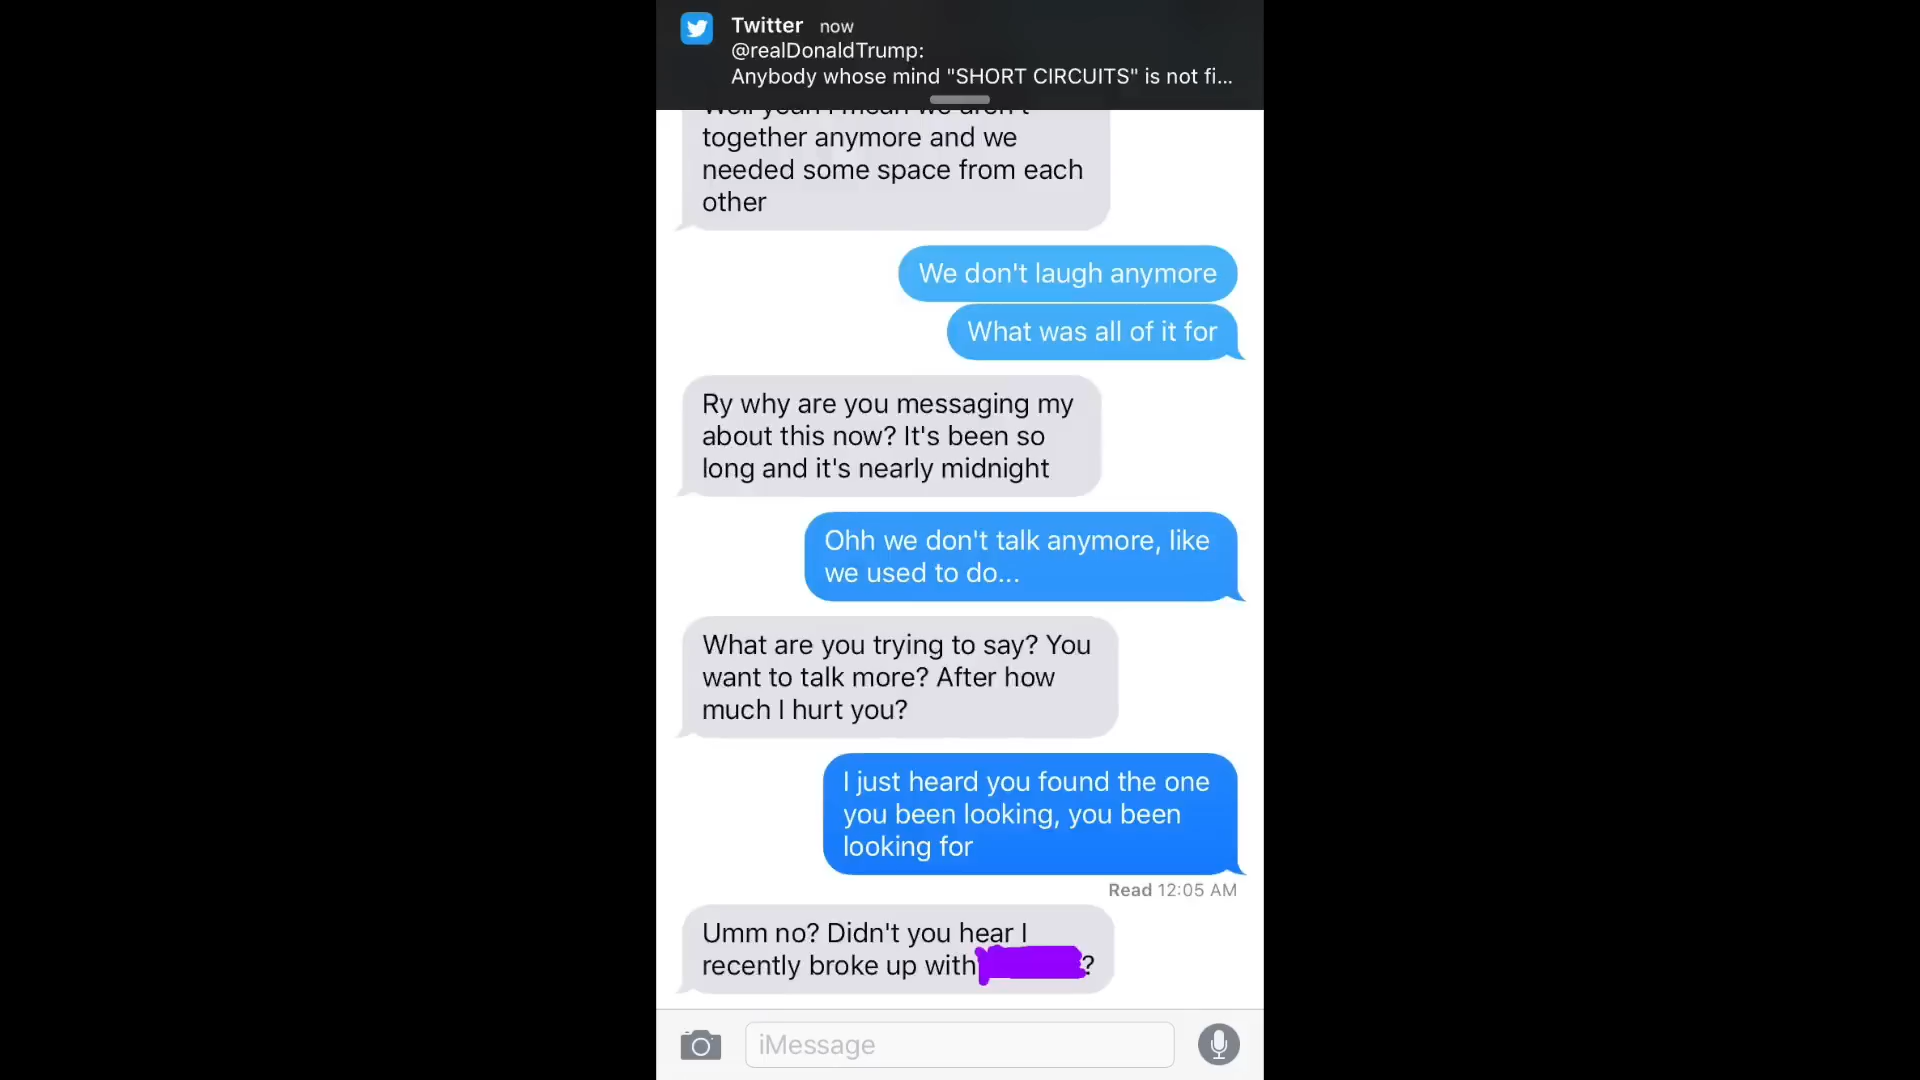 Twitter now
@realDonaldTrump:
Anybody whose mind "SHORT CIRCUITS" is not fi...
Well yeah I mean we aren't
together anymore and we
needed some space from each
other
We don't laugh anymore
What was all of it for
Ry why are you messaging my
about this now? It's been so
long and it's nearly midnight
Ohh we don't talk anymore, like
we used to do...
What are you trying to say? You
want to talk more? After how
much I hurt you?
I just heard you found the one
you been looking, you been
looking for
Read 12:05 AM
Umm no? Didn't you hear I
recently broke up with ?
iMessage